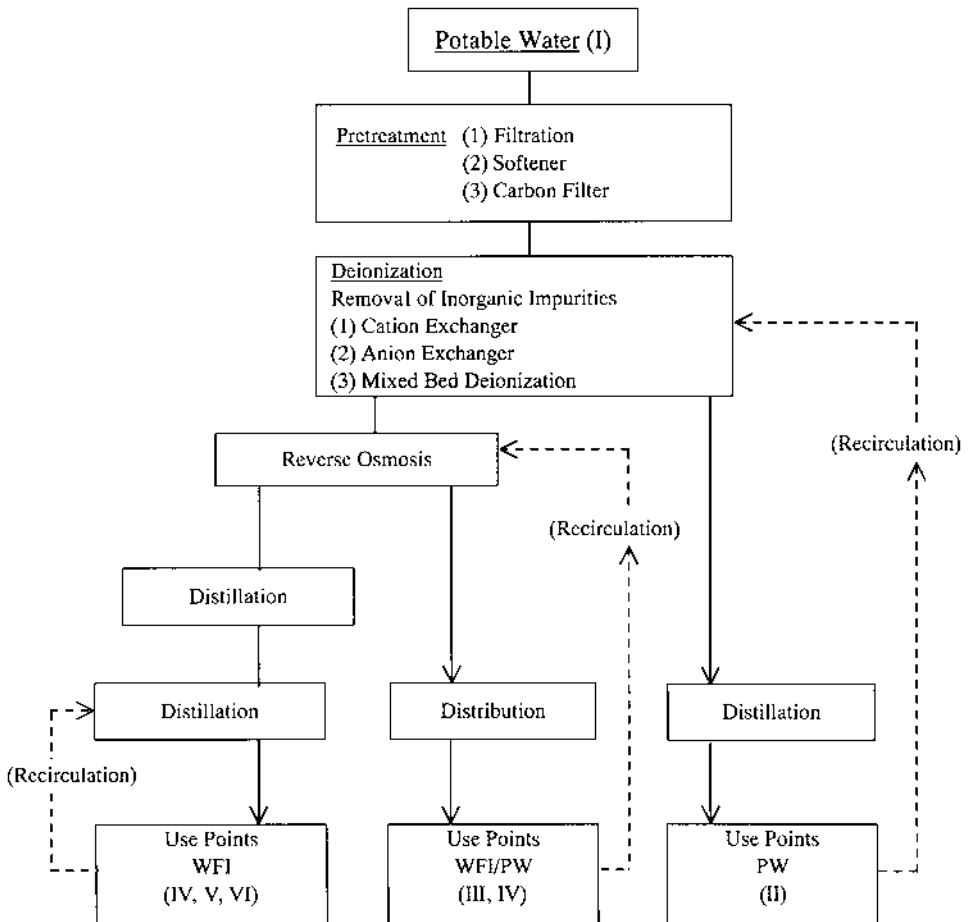 Potable Water (I)
Pretreatment (1) Filtration
(2) Softener
(3) Carbon Filter
Deionization
Removal of Inorganic Impurities
(1) Cation Exchanger
(2) Anion Exchanger
(3) Mixed Bed Deionization
(Recirculation)
Reverse Osmosis
(Recirculation)
Distillation
Distillation
Distribution
Distillation
(Recirculation)
Use Points
WFI
(IV, V, VI)
Use Points
WFI/PW
(III, IV)
Use Points
PW
(II)